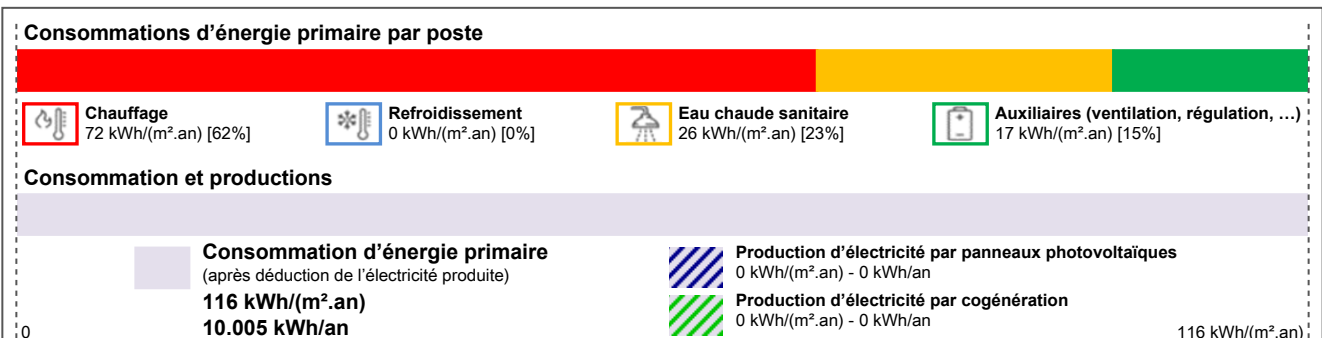 Consommations d'énergie primaire par poste
Chauffage
72 kWh/(m².an) [62%]
Refroidissement
0 kWh/(m².an) [0%]
Eau chaude sanitaire
26 kWh/(m².an) [23%]
Auxiliaires (ventilation, régulation, …)
17 kWh/(m².an) [15%]
Consommation et productions
Consommation d'énergie primaire
(après déduction de l'électricité produite)
116 kWh/(m².an)
10.005 kWh/an
Production d'électricité par panneaux photovoltaïques
0 kWh/(m².an) - 0 kWh/an
Production d'électricité par cogénération
0 kWh/(m².an) - 0 kWh/an
0
116 kWh/(m².an)